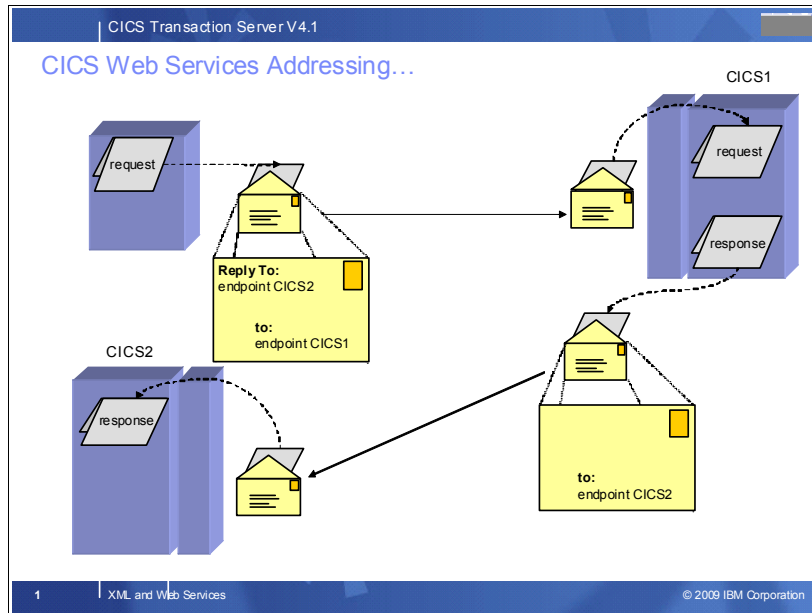 CICS Transaction Server V4.1
CICS Web Services Addressing…
CICS1
request
request
response
Reply To:
endpoint CICS2
to:
endpoint CICS1
CICS2
response
to:
endpoint CICS2
1
XML and Web Services
© 2009 IBM Corporation